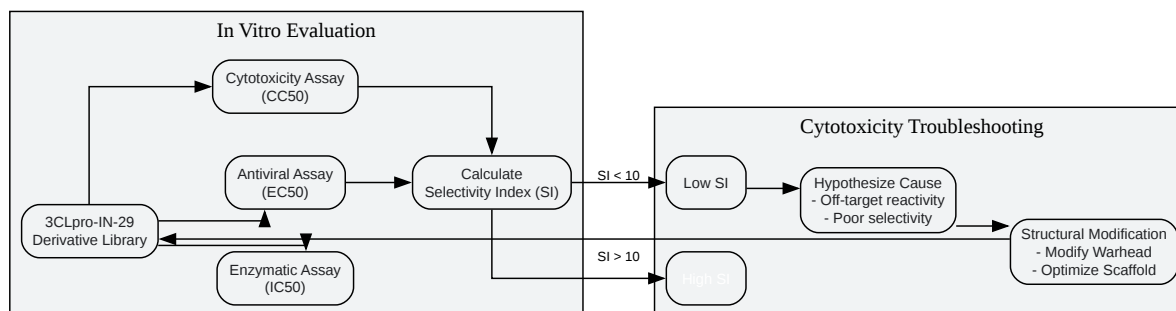 In Vitro Evaluation
Cytotoxicity Assay
(CC50)
Antiviral Assay
(EC50)
Calculate
Selectivity Index (SI)
3CLpro-IN-29
Derivative Library
Enzymatic Assay
(IC50)
SI < 10
SI > 10
Cytotoxicity Troubleshooting
Low SI
Hypothesize Cause
- Off-target reactivity
- Poor selectivity
Structural Modification
- Modify Warhead
- Optimize Scaffold
High SI